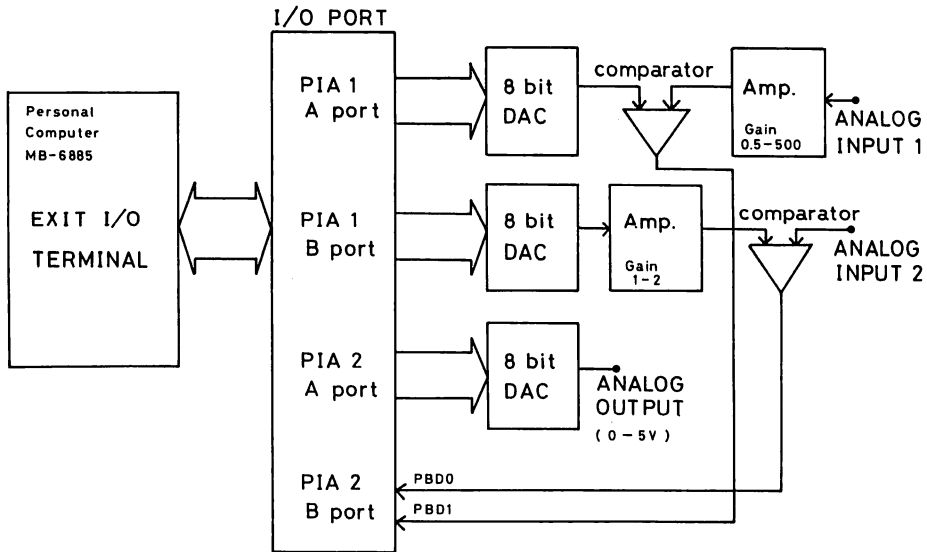 I/O PORT
Personal
Computer
MB-6885
EXIT I/O
TERMINAL
PIA 1
A port
8 bit
DAC
comparator
Amp.
Gain
0.5-500
ANALOG
INPUT 1
PIA 1
B port
8 bit
DAC
Amp.
Gain
1-2
comparator
ANALOG
INPUT 2
PIA 2
A port
8 bit
DAC
ANALOG
OUTPUT
(0-5V)
PIA 2
B port
PBD0
PBD1